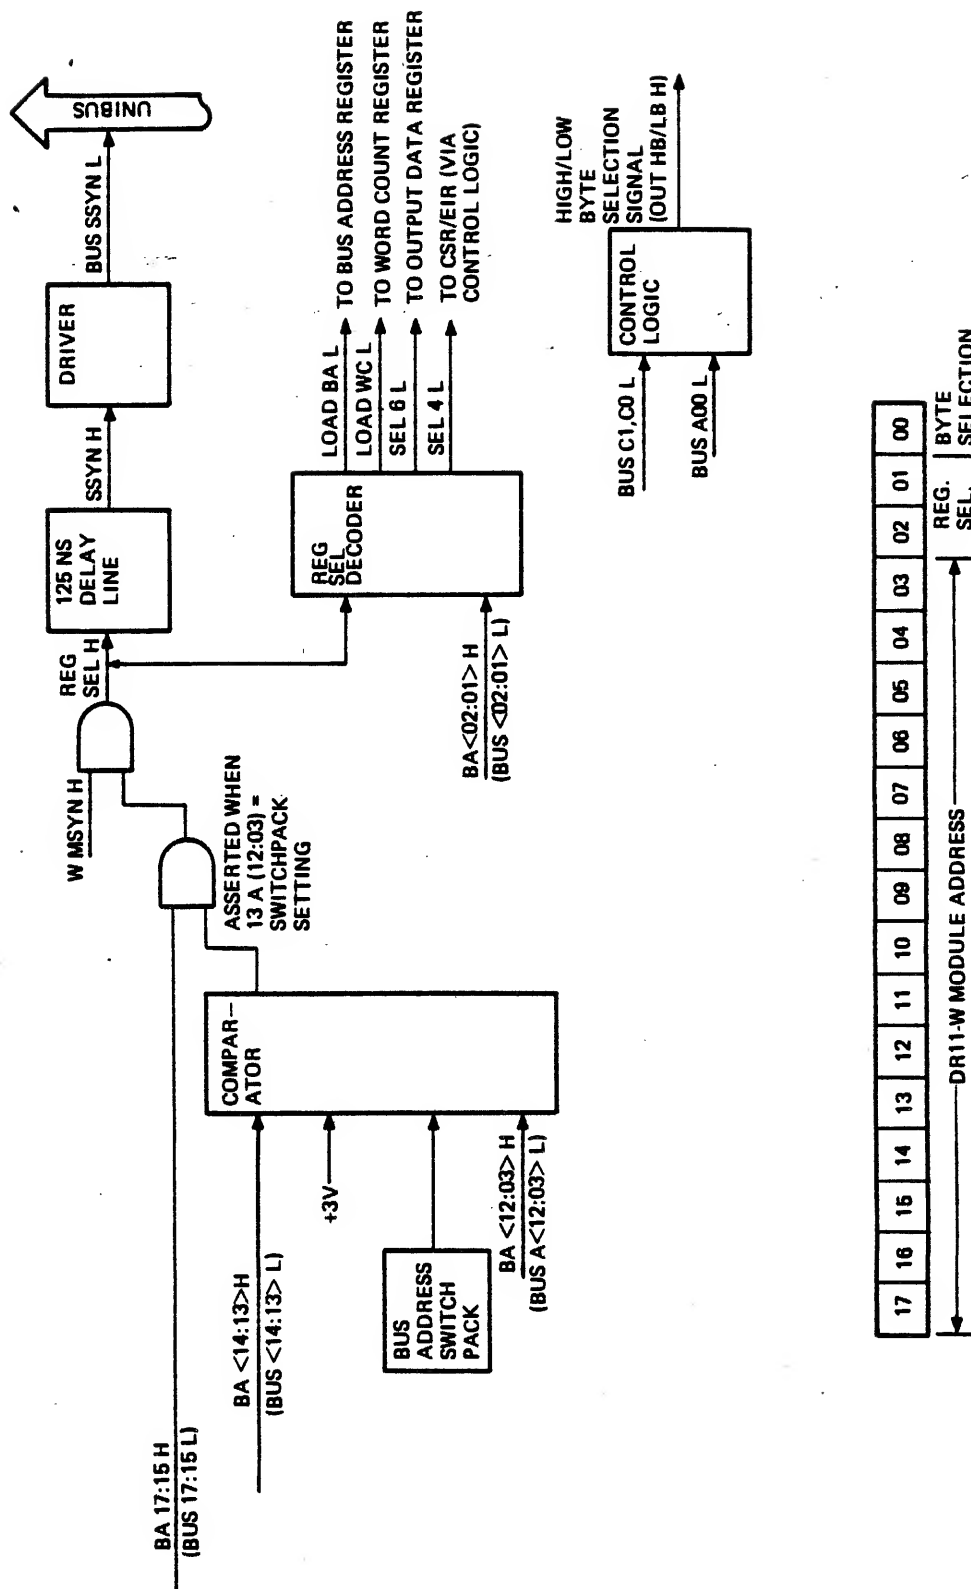 UNIBUS
BUS SSYN L
DRIVER
SSYN H
125 NS
DELAY
LINE
REG
SEL H
W MSYN H
ASSERTED WHEN
13 A (12:03) =
SWITCHPACK
SETTING
BA 17:15 H
(BUS 17:15 L)
BA <14:13>H
(BUS <14:13> L)
+3V
COMPAR-
ATOR
BUS
ADDRESS
SWITCH
PACK
BA <12:03> H
(BUS A<12:03> L)
REG
SEL
DECODER
BA<02:01> H
(BUS <02:01> L)
LOAD BA L
TO BUS ADDRESS REGISTER
LOAD WC L
TO WORD COUNT REGISTER
SEL 6 L
TO OUTPUT DATA REGISTER
SEL 4 L
TO CSR/EIR (VIA
CONTROL LOGIC)
HIGH/LOW
BYTE
SELECTION
SIGNAL
(OUT HB/LB H)
CONTROL
LOGIC
BUS C1,C0 L
BUS A00 L
17 16 15 14 13 12 11 10 09 08 07 06 05 04 03 02 01 00
DR11-W MODULE ADDRESS
REG.
SEL.
BYTE
SELECTION